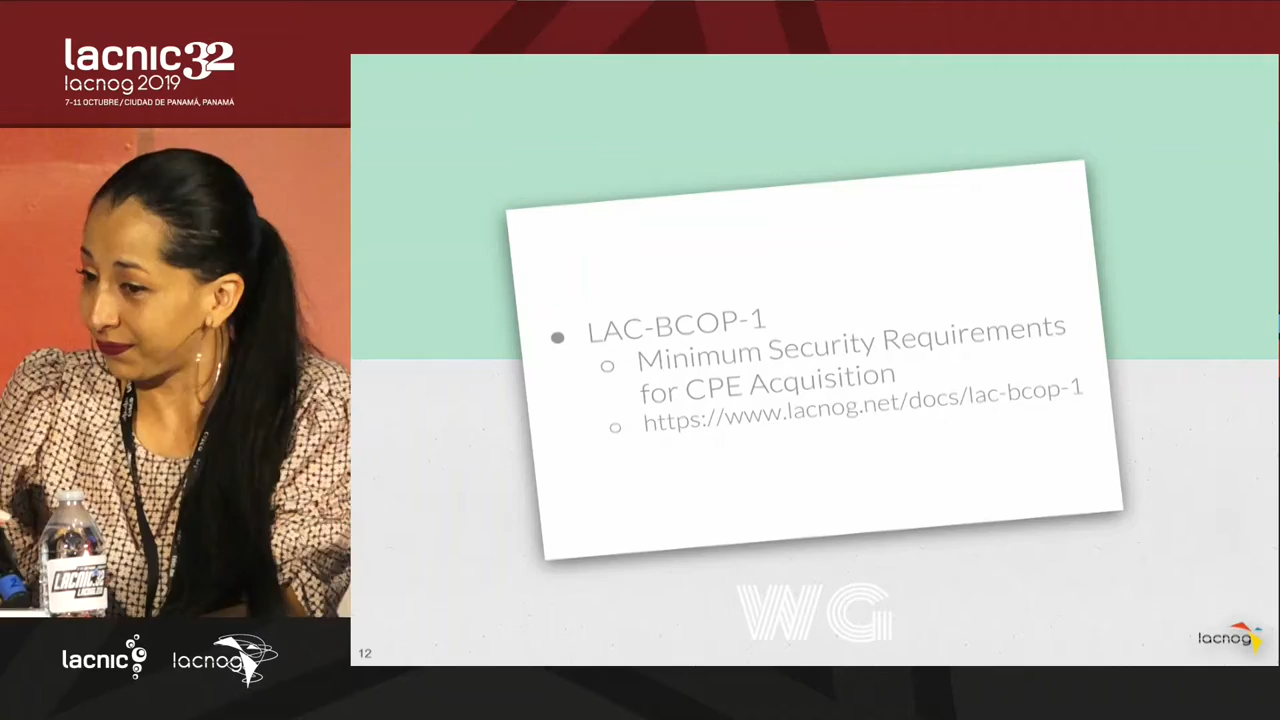 lacnic32
lacnog 2019
7-11 OCTUBRE / CIUDAD DE PANAMÁ, PANAMÁ
LAC-BCOP-1
Minimum Security Requirements
for CPE Acquisition
https://www.lacnog.net/docs/lac-bcop-1
WG
12
lacnog
LACNIC32
lacnic
lacnog